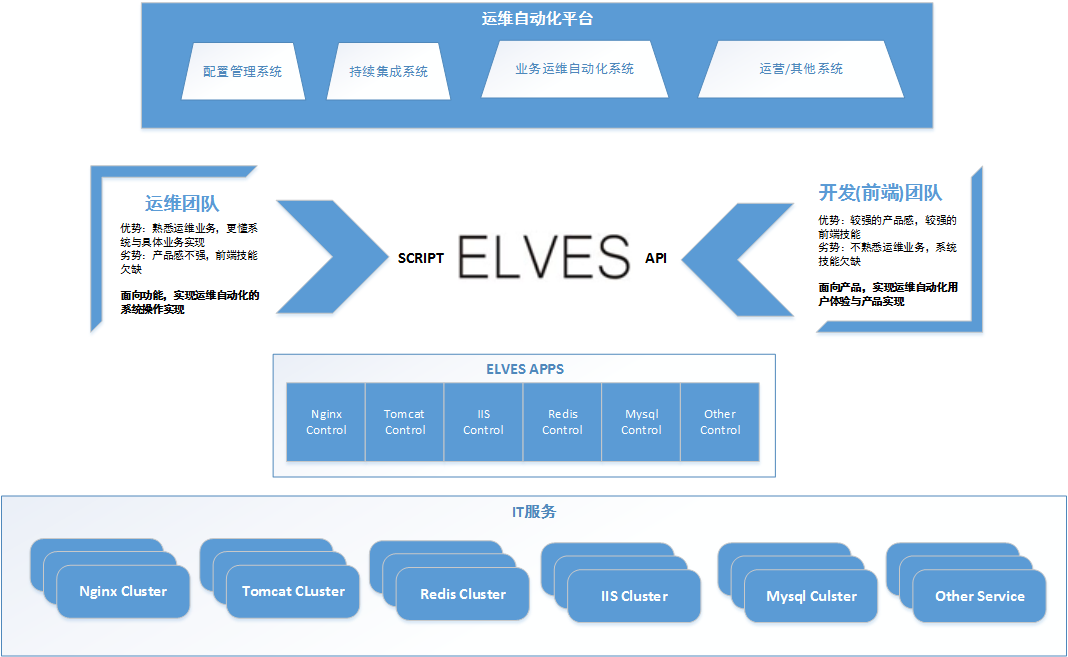 运维自动化平台
配置管理系统
持续集成系统
业务运维自动化系统
运营/其他系统
运维团队
优势：熟悉运维业务，更懂系
统与具体业务实现
劣势：产品感不强，前端技能
欠缺
面向功能，实现运维自动化的
系统操作实现
SCRIPT
ELVES
API
开发(前端)团队
优势：较强的产品感，较强的
前端技能
劣势：不熟悉运维业务，系统
技能欠缺
面向产品，实现运维自动化用
户体验与产品实现
ELVES APPS
Nginx
Control
Tomcat
Control
IIS
Control
Redis
Control
Mysql
Control
Other
Control
IT服务
Nginx Cluster
Tomcat CLuster
Redis Cluster
IIS Cluster
Mysql Culster
Other Service